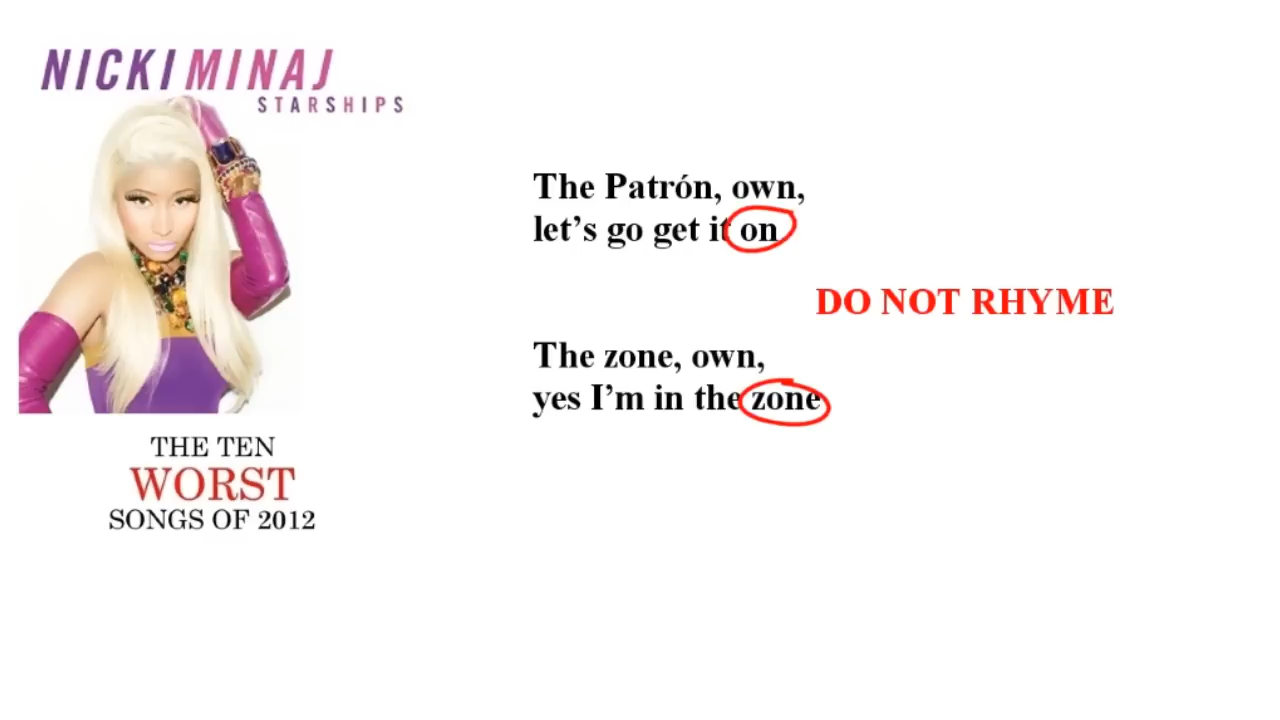 NICKI MINAJ
STARSHIPS
The Patrón, own,
let's go get it on
DO NOT RHYME
The zone, own,
yes I'm in the zone
THE TEN
WORST
SONGS OF 2012